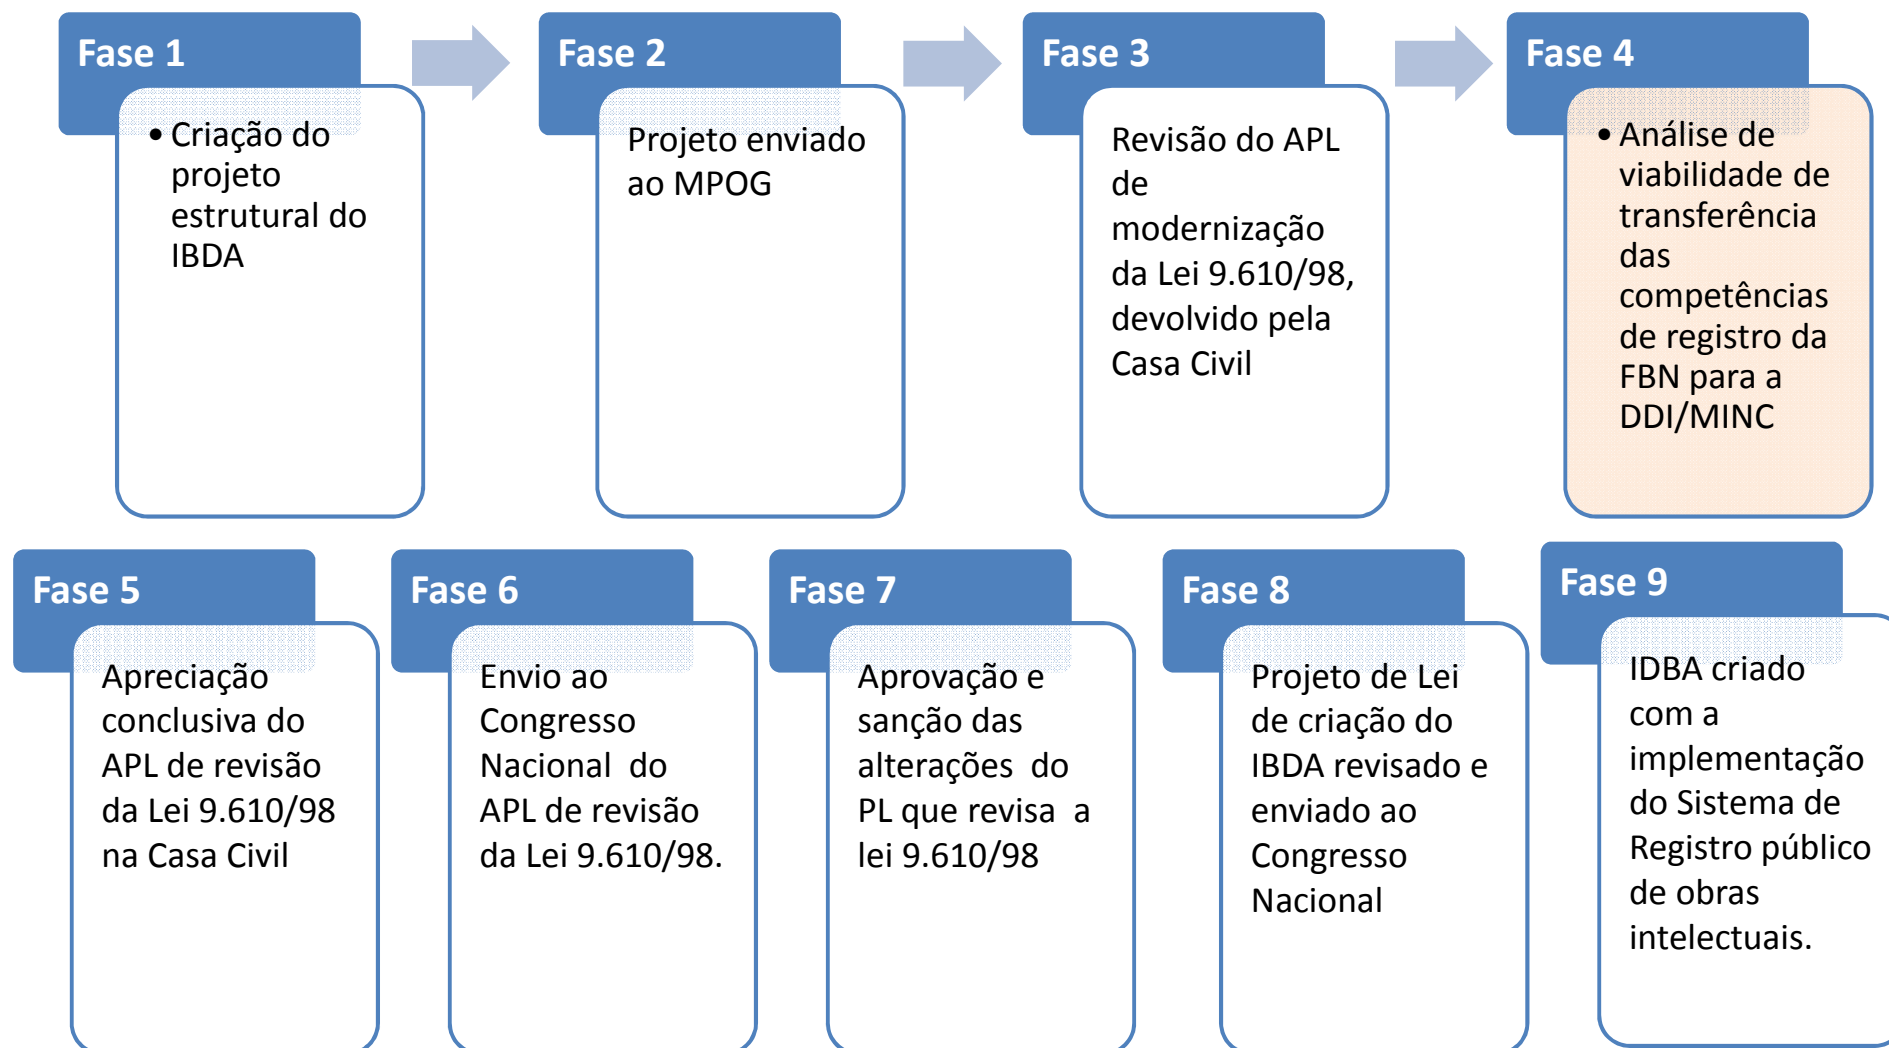 Fase 1
• Criação do
projeto
estrutural do
IBDA
Fase 2
Projeto enviado
ao MPOG
Fase 3
Revisão do APL
de
modernização
da Lei 9.610/98,
devolvido pela
Casa Civil
Fase 4
• Análise de
viabilidade de
transferência
das
competências
de registro da
FBN para a
DDI/MINC
Fase 5
Apreciação
conclusiva do
APL de revisão
da Lei 9.610/98
na Casa Civil
Fase 6
Envio ao
Congresso
Nacional do
APL de revisão
da Lei 9.610/98.
Fase 7
Aprovação e
sanção das
alterações do
PL que revisa a
lei 9.610/98
Fase 8
Projeto de Lei
de criação do
IBDA revisado e
enviado ao
Congresso
Nacional
Fase 9
IDBA criado
com a
implementação
do Sistema de
Registro público
de obras
intelectuais.